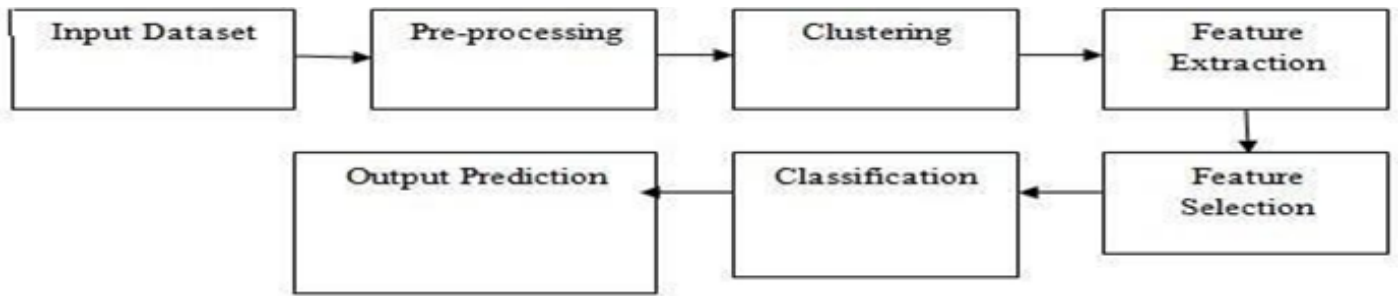 Input Dataset
Pre-processing
Clustering
Feature
Extraction
Feature
Selection
Classification
Output Prediction